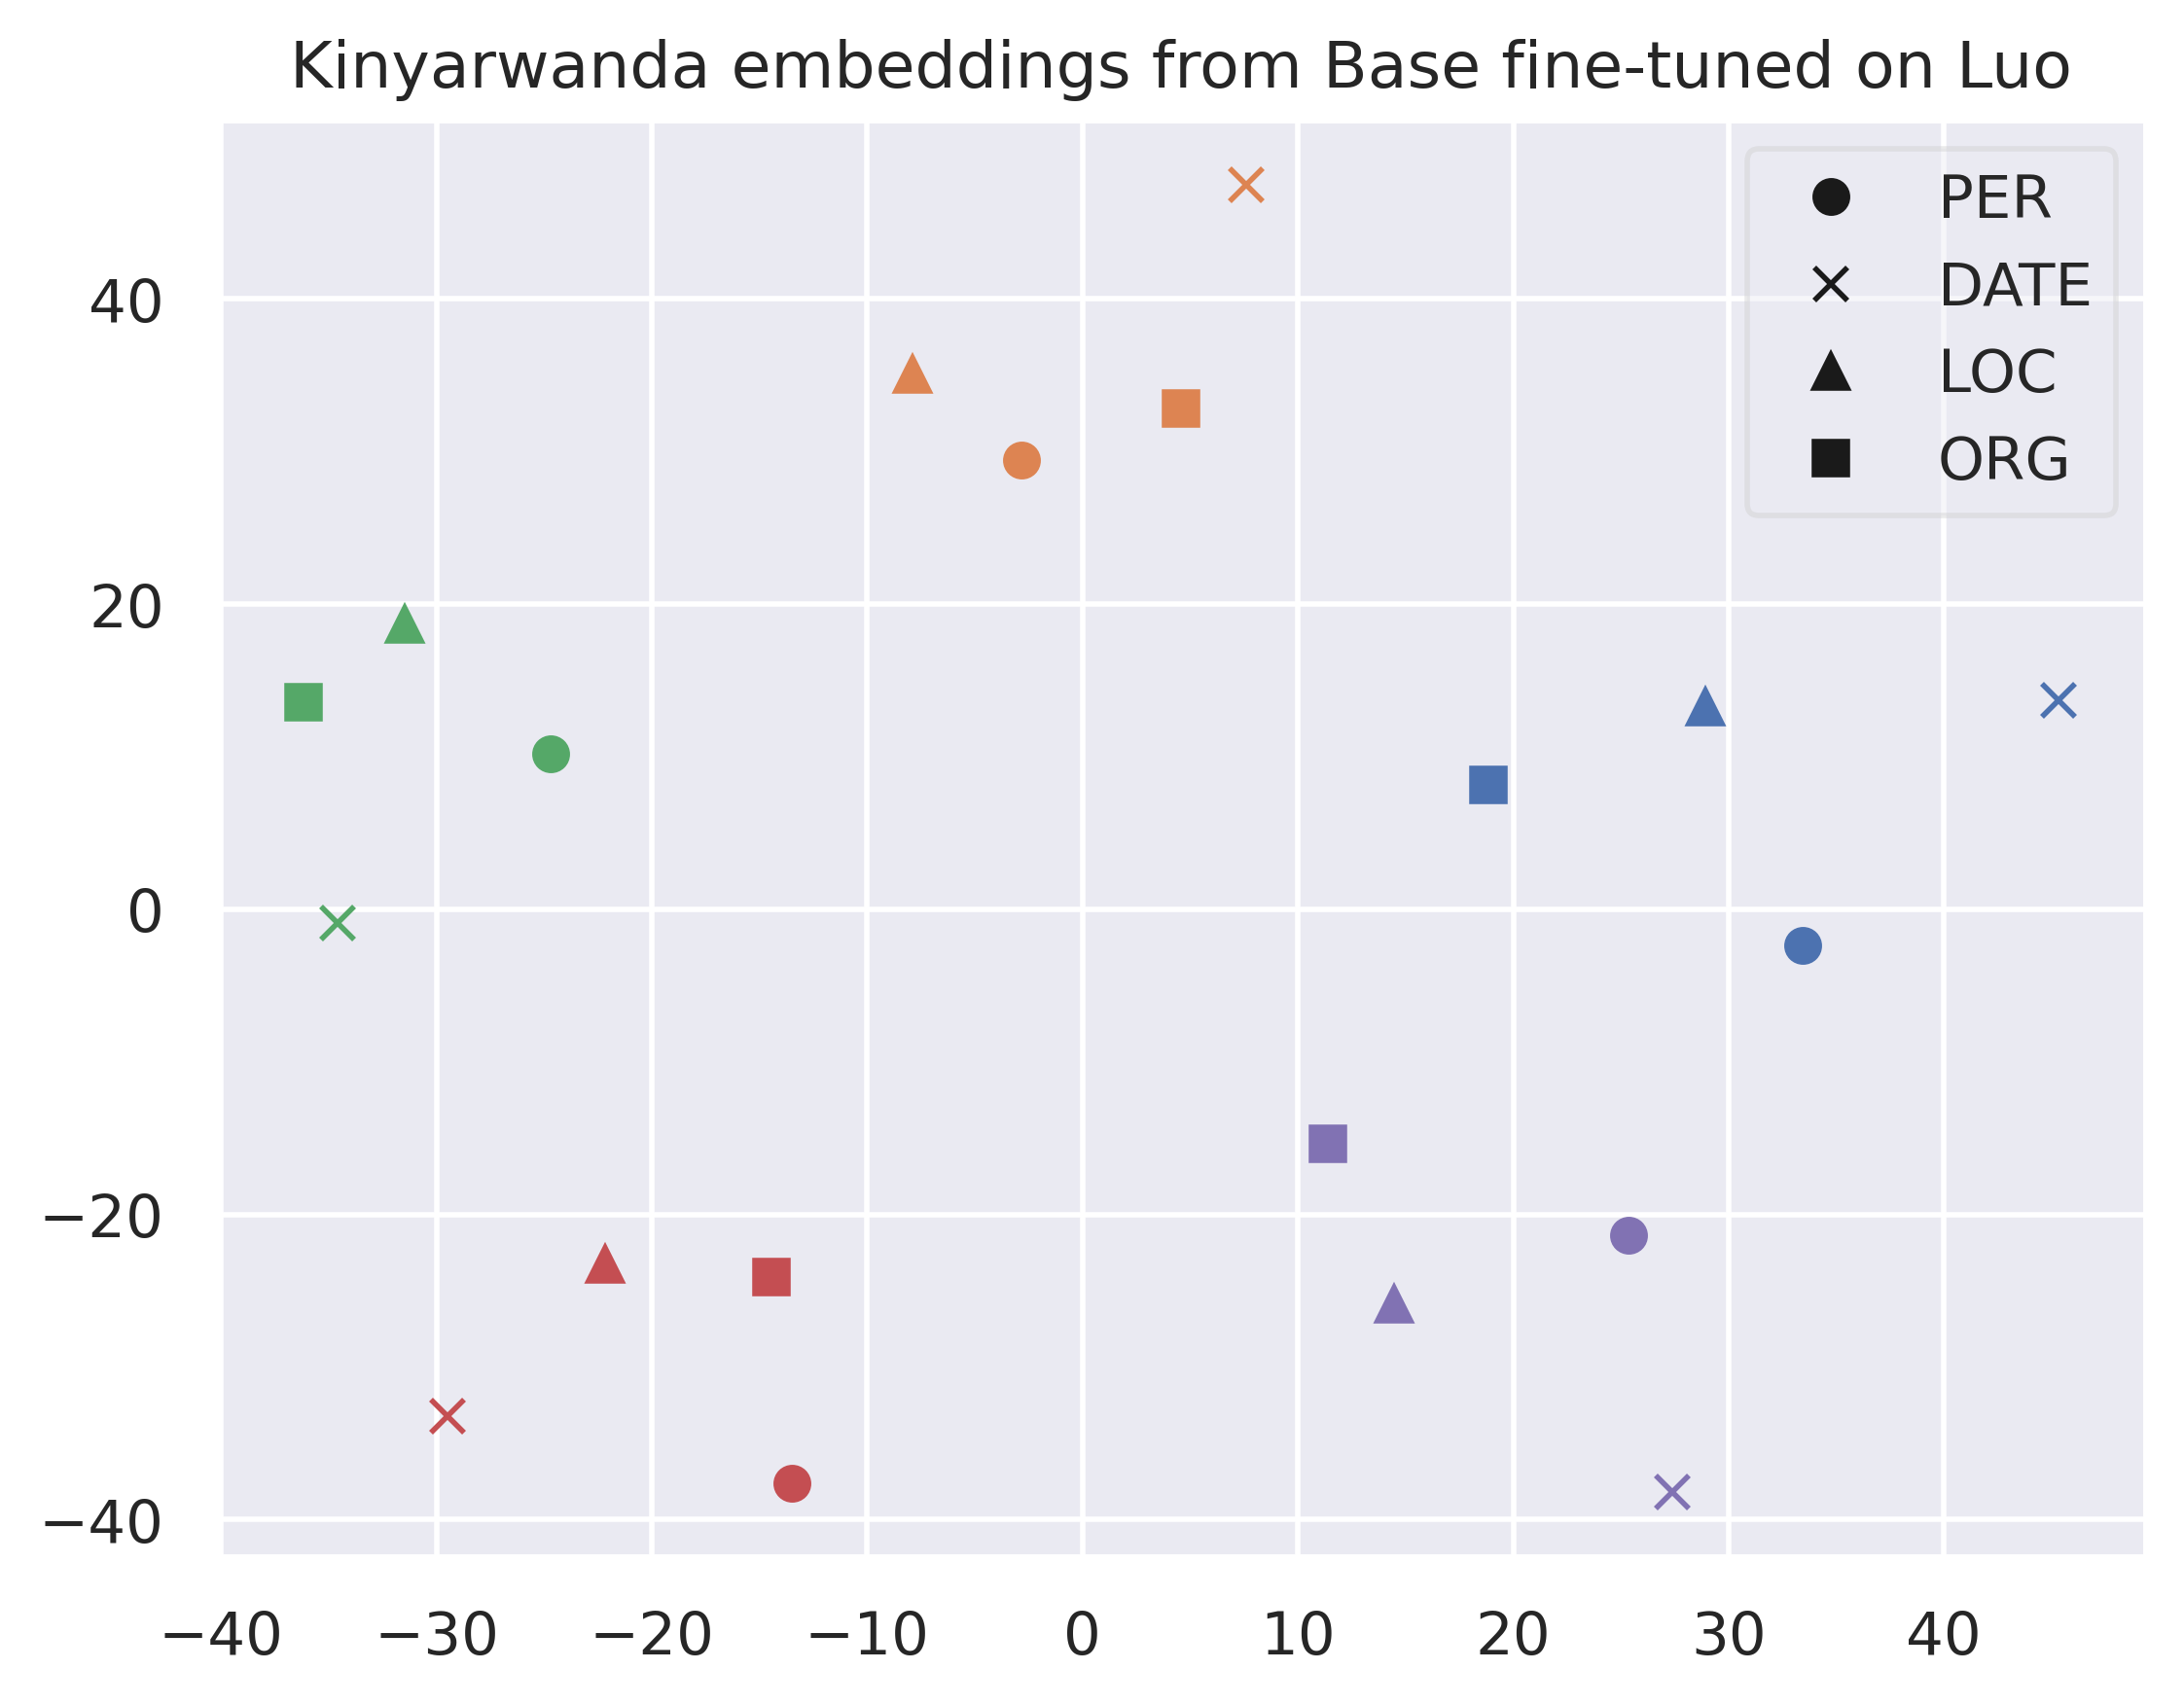 Kinyarwanda embeddings from Base fine-tuned on Luo
PER
DATE
LOC
ORG
40
20
0
−20
−40
−40 −30 −20 −10 0 10 20 30 40